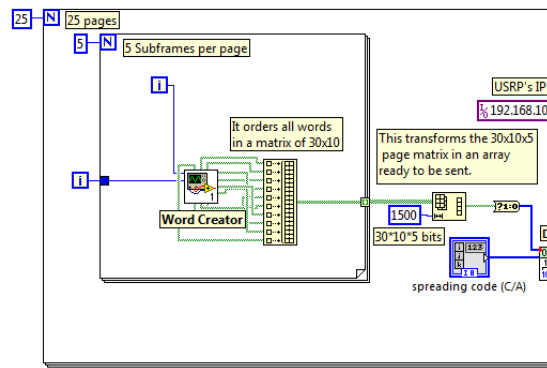 25 N 25 pages
5 N 5 Subframes per page
USRP's IP
i
192.168.10
It orders all words
in a matrix of 30x10
This transforms the 30x10x5
page matrix in an array
ready to be sent.
i
1
Word Creator
1500
?1:0
30*10*5 bits
i 123
j
k
I8
spreading code (C/A)